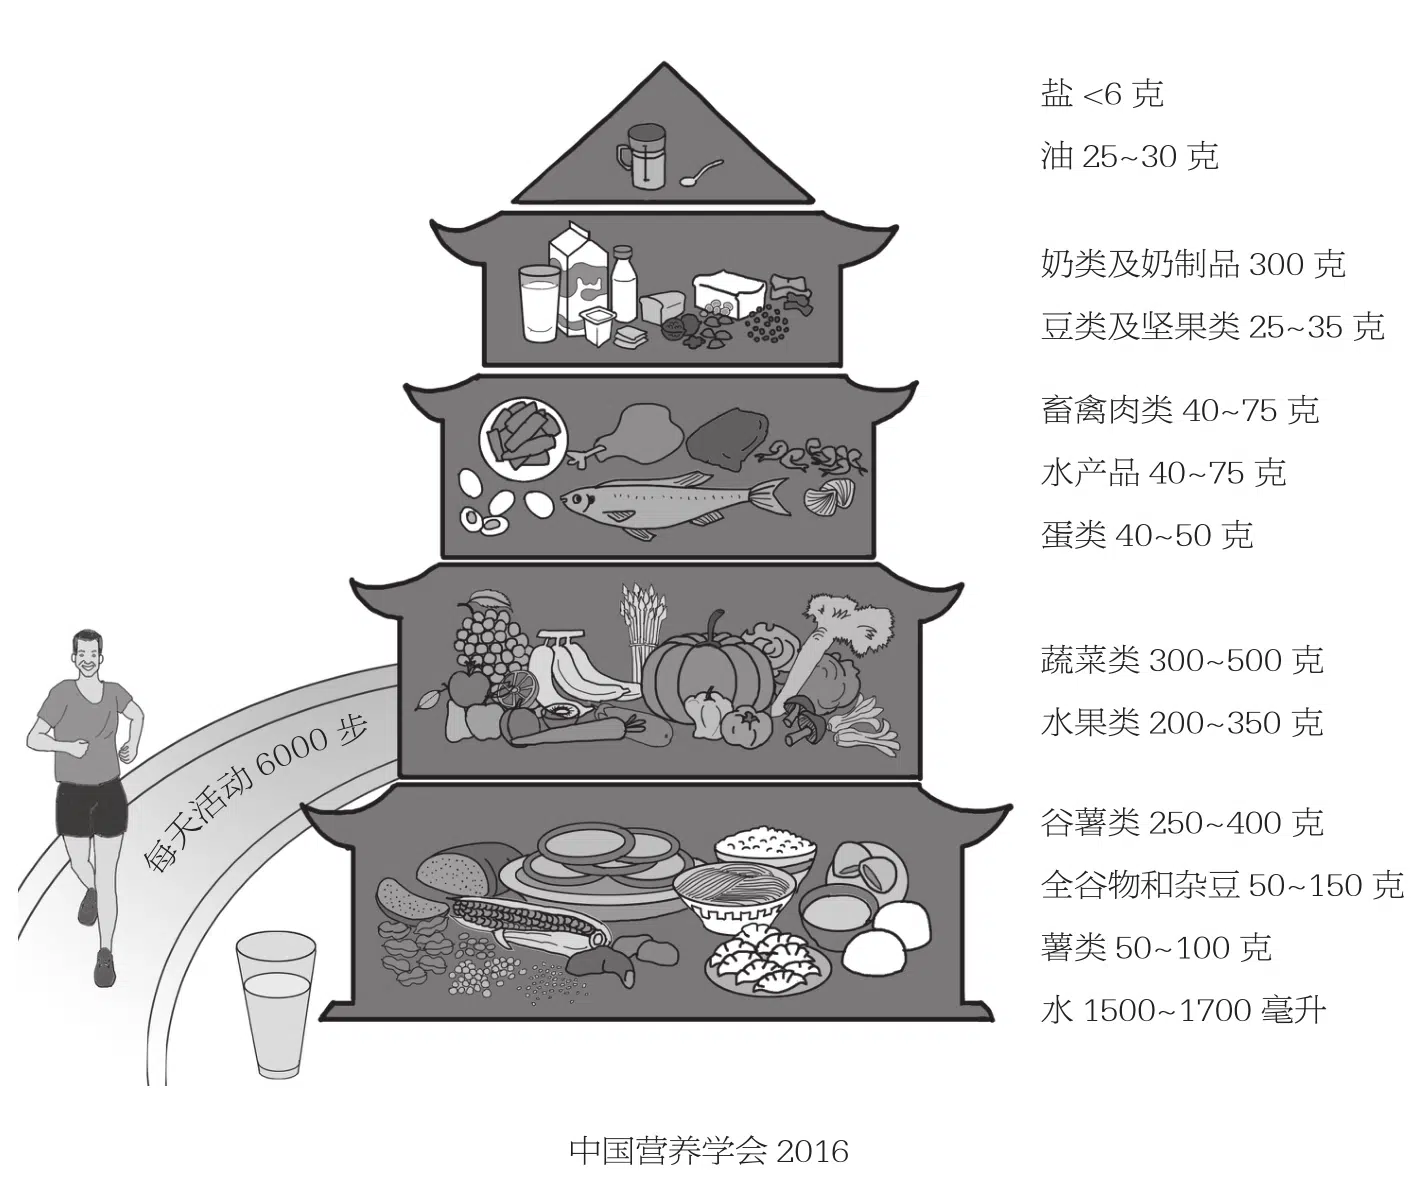 盐 <6 克
油 25~30 克
奶类及奶制品 300 克
豆类及坚果类 25~35 克
畜禽肉类 40~75 克
水产品 40~75 克
蛋类 40~50 克
蔬菜类 300~500 克
水果类 200~350 克
每天活动 6000 步
谷薯类 250~400 克
全谷物和杂豆 50~150 克
薯类 50~100 克
水 1500~1700 毫升
中国营养学会 2016